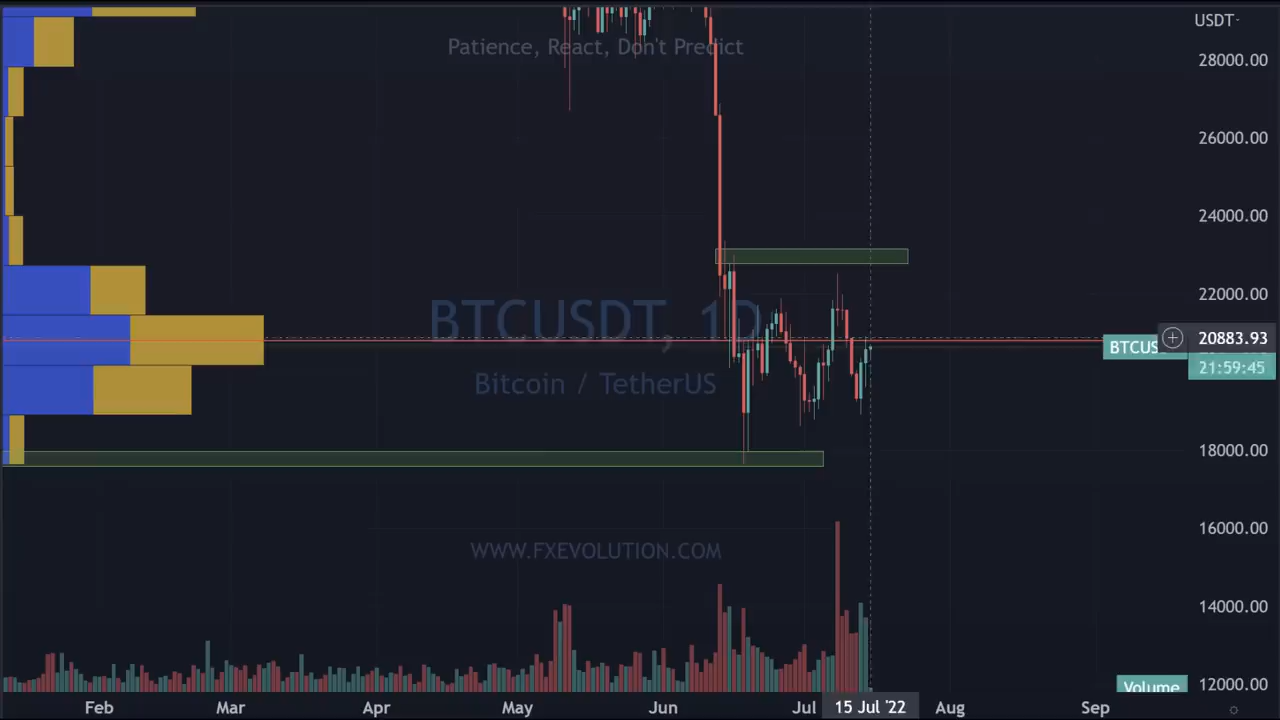 USDT
Patience, React, Don't Predict
28000.00
26000.00
24000.00
22000.00
BTCUSDT, 1D
BTCUS
20883.93
21:59:45
Bitcoin / TetherUS
18000.00
16000.00
WWW.FXEVOLUTION.COM
14000.00
12000.00
Volume
Feb
Mar
Apr
May
Jun
Jul
15 Jul '22
Aug
Sep